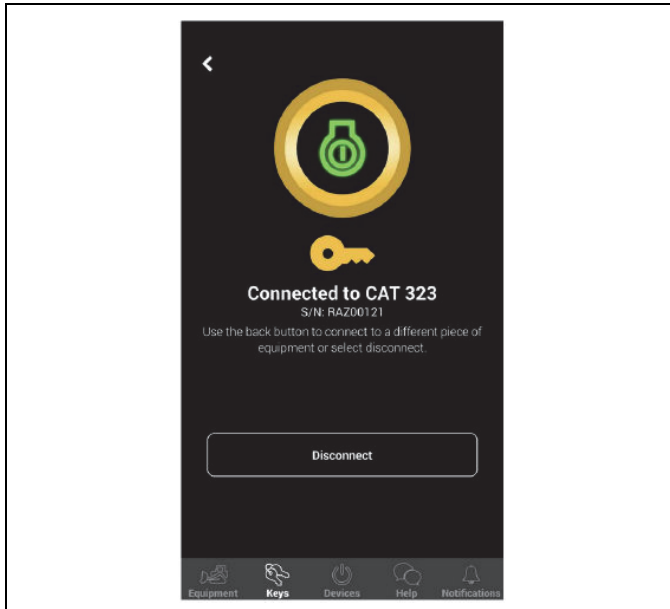 Connected to CAT 323
S/N: RAZ00121
Use the back button to connect to a different piece of
equipment or select disconnect.
Disconnect
Equipment Keys Devices Help Notifications